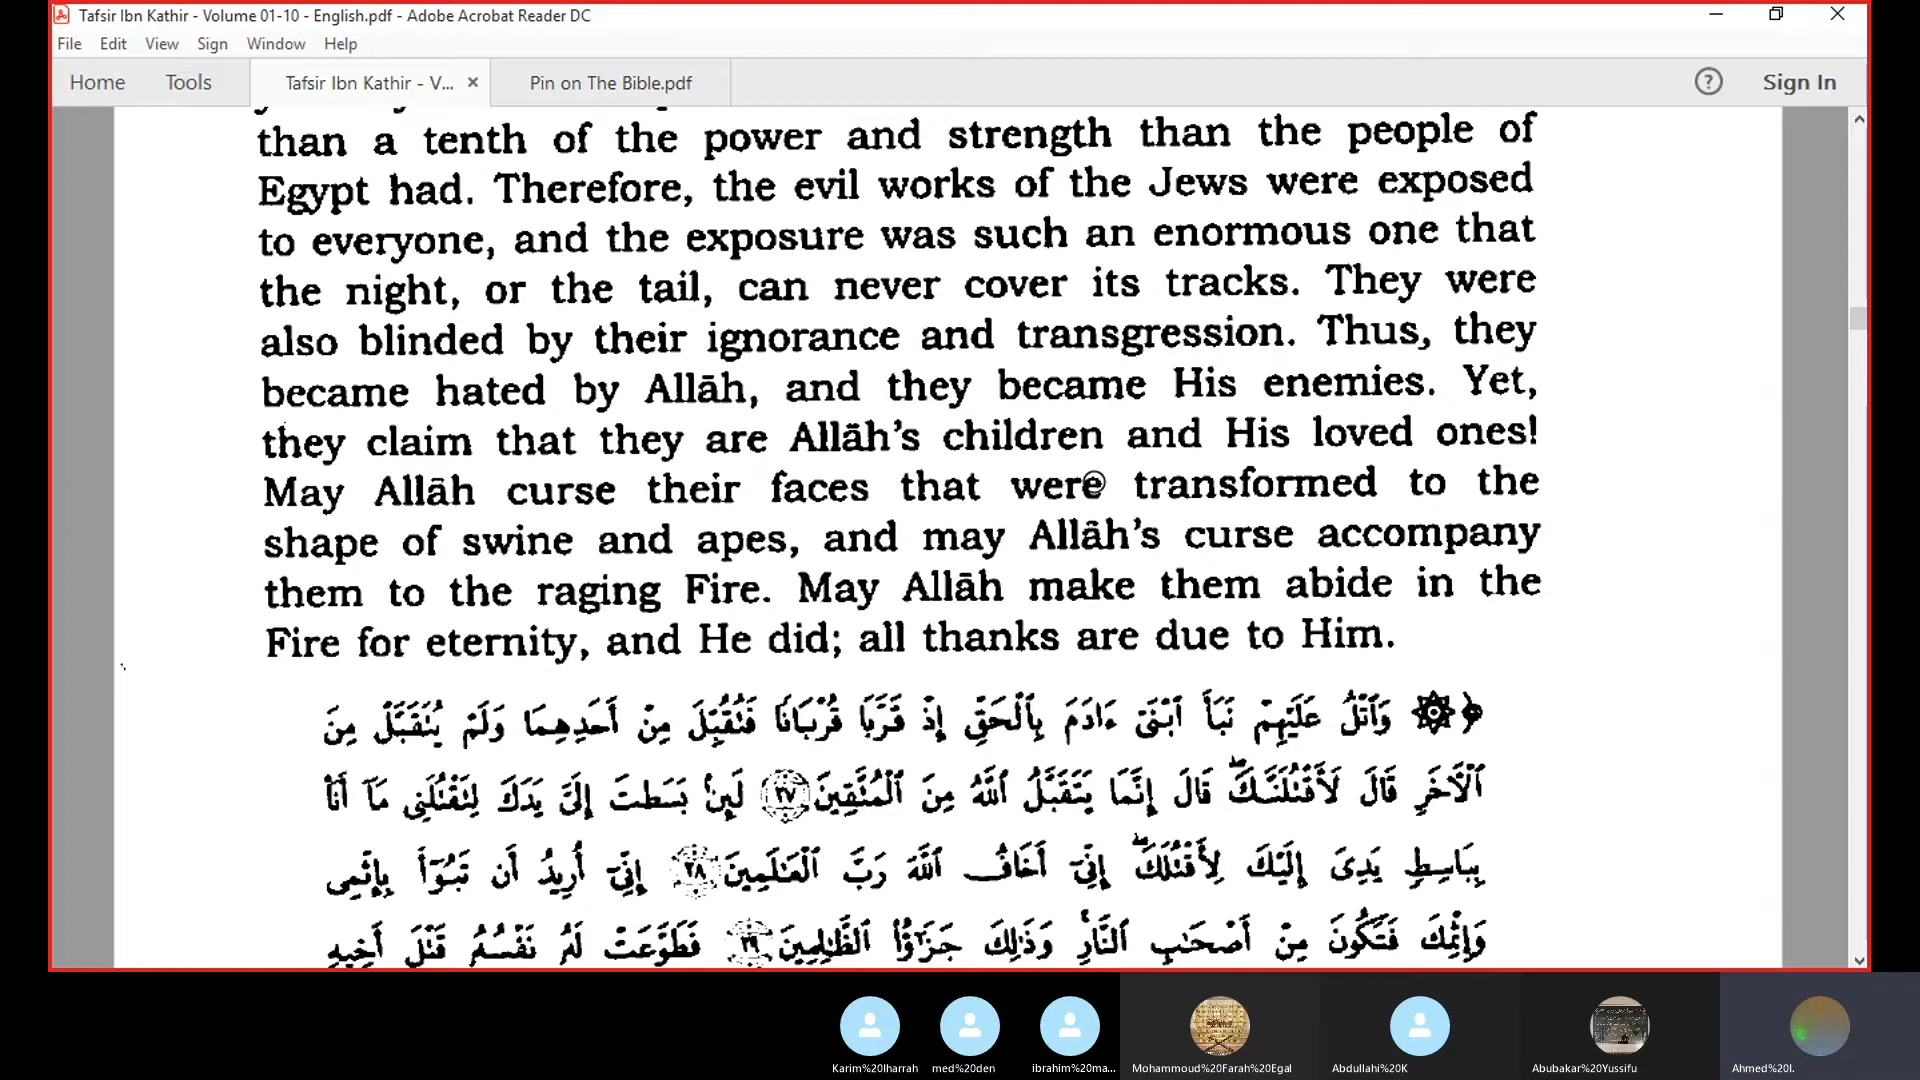 Tafsir Ibn Kathir - Volume 01-10 - English.pdf - Adobe Acrobat Reader DC
File Edit View Sign Window Help
Home Tools Tafsir Ibn Kathir - V... Pin on The Bible.pdf Sign In
than a tenth of the power and strength than the people of
Egypt had. Therefore, the evil works of the Jews were exposed
to everyone, and the exposure was such an enormous one that
the night, or the tail, can never cover its tracks. They were
also blinded by their ignorance and transgression. Thus, they
became hated by Allāh, and they became His enemies. Yet,
they claim that they are Allāh's children and His loved ones!
May Allāh curse their faces that were transformed to the
shape of swine and apes, and may Allāh's curse accompany
them to the raging Fire. May Allāh make them abide in the
Fire for eternity, and He did; all thanks are due to Him.
﴿۞ وَٱتۡلُ عَلَيۡهِمۡ نَبَأَ ٱبۡنَيۡ ءَادَمَ بِٱلۡحَقِّ إِذۡ قَرَّبَا قُرۡبَانٗا فَتُقُبِّلَ مِنۡ أَحَدِهِمَا وَلَمۡ يُتَقَبَّلۡ مِنَ
ٱلۡأٓخَرِ قَالَ لَأَقۡتُلَنَّكَۖ قَالَ إِنَّمَا يَتَقَبَّلُ ٱللَّهُ مِنَ ٱلۡمُتَّقِينَ ٢٧ لَئِنۢ بَسَطتَ إِلَيَّ يَدَكَ لِتَقۡتُلَنِي مَآ أَنَا۠
بِبَاسِطٖ يَدِيَ إِلَيۡكَ لِأَقۡتُلَكَۖ إِنِّيٓ أَخَافُ ٱللَّهَ رَبَّ ٱلۡعَٰلَمِينَ ٢٨ إِنِّيٓ أُرِيدُ أَن تَبُوٓأَ بِإِثۡمِي
وَإِثۡمِكَ فَتَكُونَ مِنۡ أَصۡحَٰبِ ٱلنَّارِۚ وَذَٰلِكَ جَزَٰٓؤُاْ ٱلظَّٰلِمِينَ ٢٩ فَطَوَّعَتۡ لَهُۥ نَفۡسُهُۥ قَتۡلَ أَخِيهِ
Karim%20Iharrah med%20den ibrahim%20ma... Mohammoud%20Farah%20Egal Abdullahi%20K Abubakar%20Yussifu Ahmed%20I.